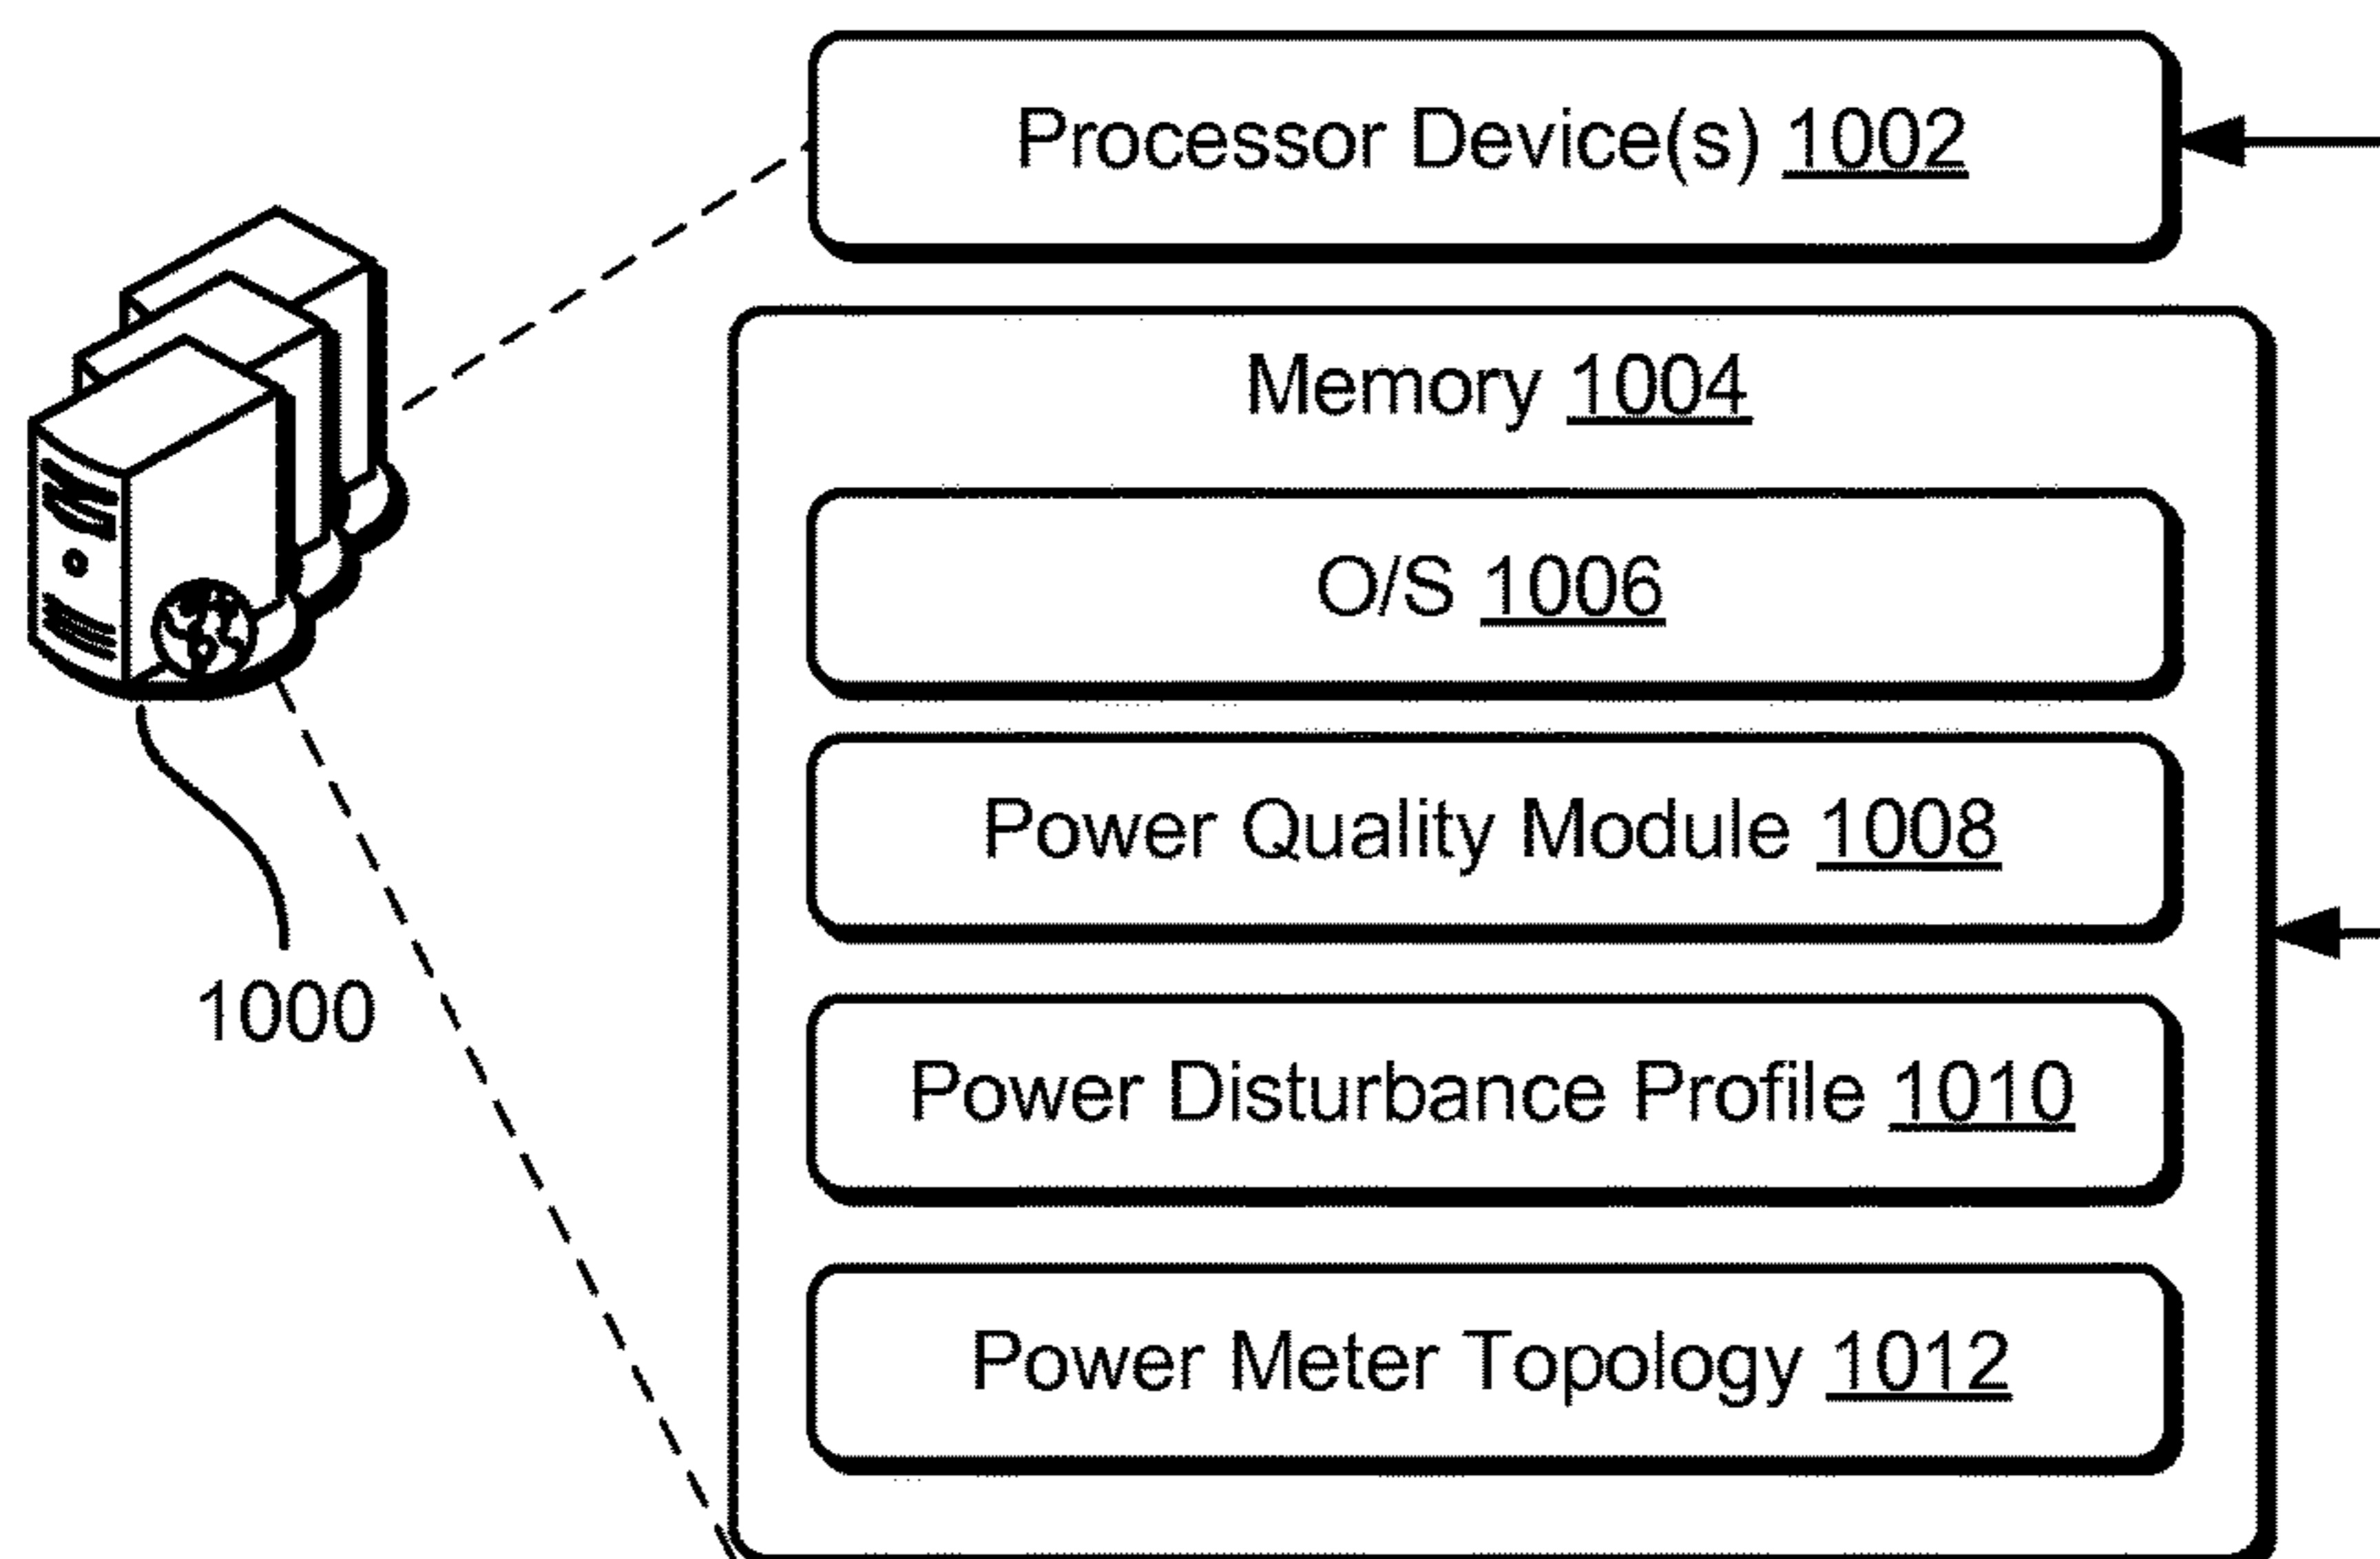 Processor Device(s) 1002
Memory 1004
O/S 1006
Power Quality Module 1008
1000
Power Disturbance Profile 1010
Power Meter Topology 1012